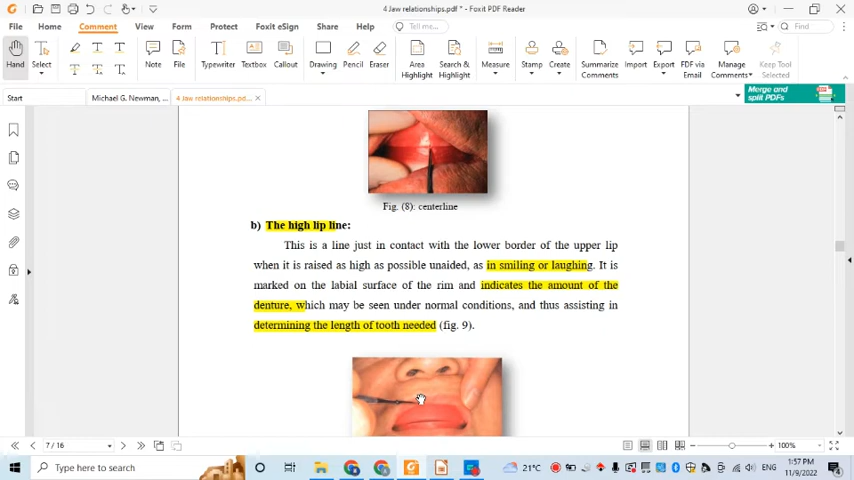 4 Jaw relationships.pdf * - Foxit PDF Reader
File Home Comment View Form Protect Foxit eSign Share Help Tell me... Find
Hand Select Note File Typewriter Textbox Callout Drawing Pencil Eraser Area Highlight Search & Highlight Measure Stamp Create Summarize Comments Import Export FDF via Email Manage Comments Keep Tool Selected
Start Michael G. Newman, ... 4 Jaw relationships.pd... Merge and split PDFs
Fig. (8): centerline
b) The high lip line:
This is a line just in contact with the lower border of the upper lip
when it is raised as high as possible unaided, as in smiling or laughing. It is
marked on the labial surface of the rim and indicates the amount of the
denture, which may be seen under normal conditions, and thus assisting in
determining the length of tooth needed (fig. 9).
7 / 16 100%
Type here to search 21°C ENG 1:57 PM
11/9/2022